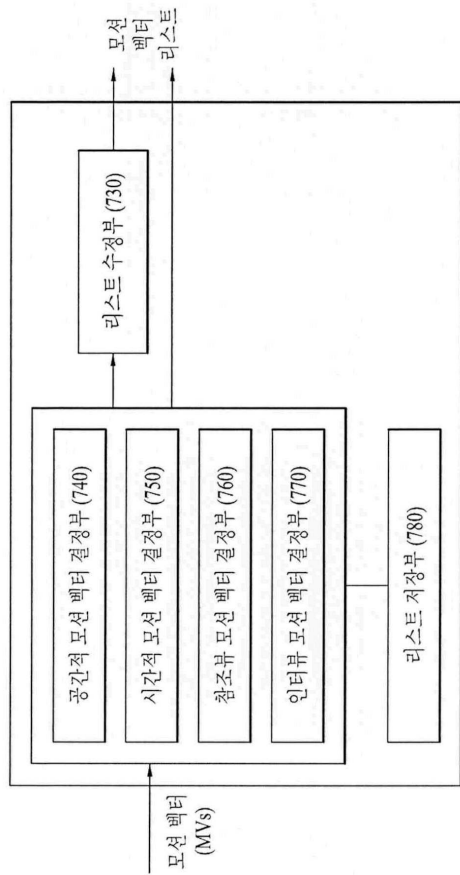 모션 벡터
(MVs)
공간적 모션 벡터 결정부 (740)
시간적 모션 벡터 결정부 (750)
참조뷰 모션 벡터 결정부 (760)
인터뷰 모션 벡터 결정부 (770)
리스트 저장부 (780)
리스트 수정부 (730)
모션
벡터
리스트